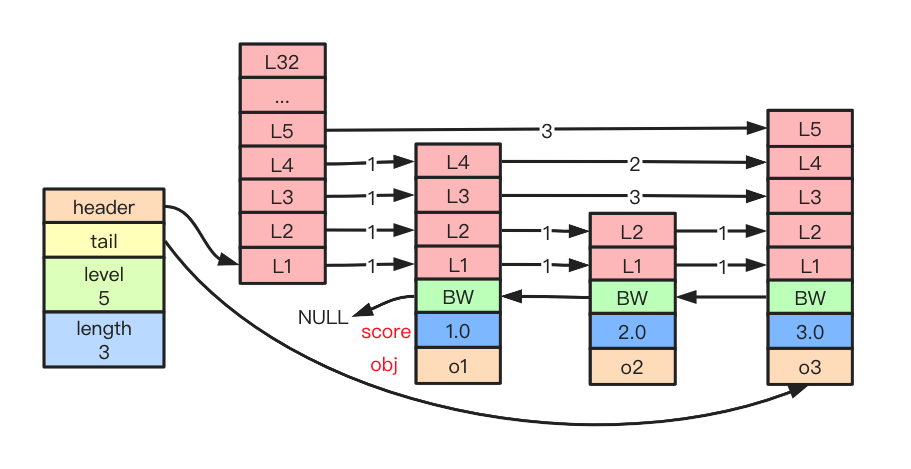 L32
...
L5
3
L5
L4
1
L4
2
L4
L3
1
L3
3
L3
header
L2
1
L2
1
L2
1
L2
tail
L1
1
L1
1
L1
1
L1
level
5
BW
BW
BW
NULL
score
1.0
2.0
3.0
length
3
obj
o1
o2
o3